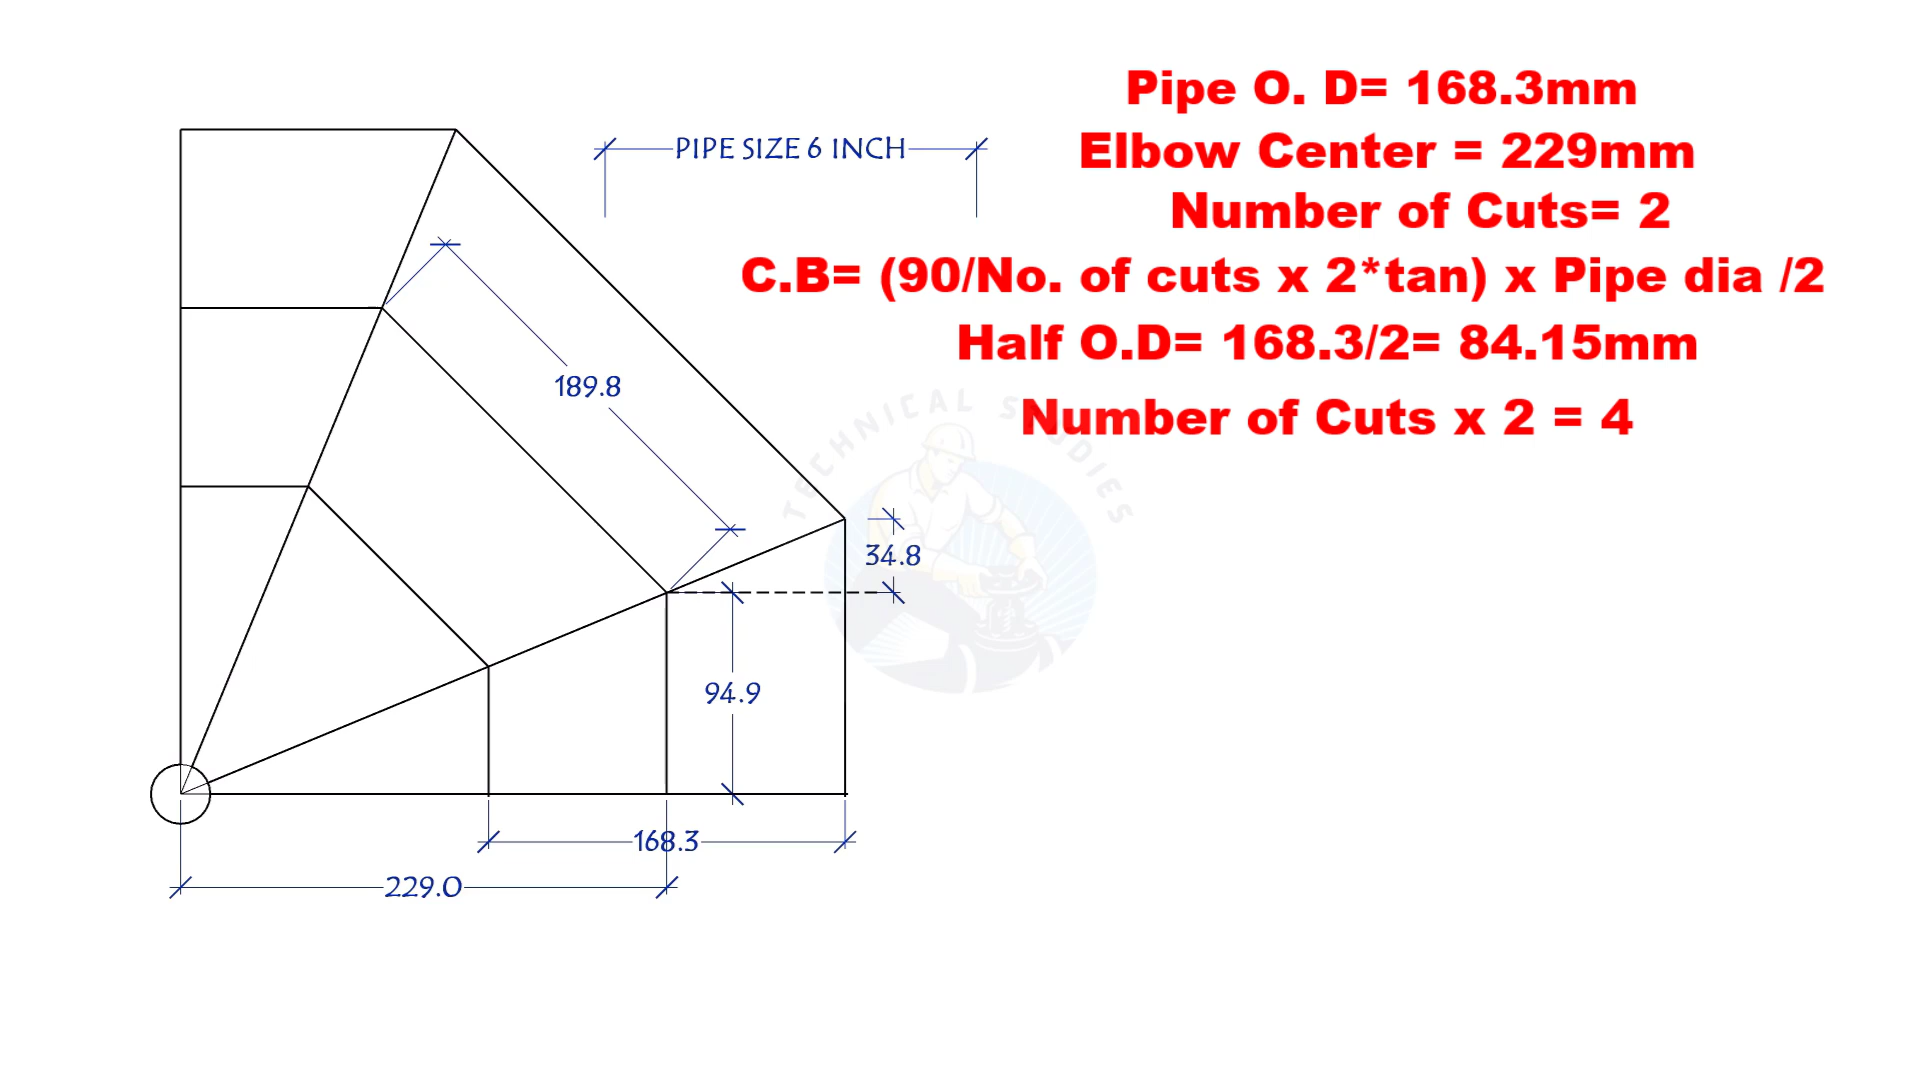 Pipe O. D= 168.3mm
PIPE SIZE 6 INCH
Elbow Center = 229mm
Number of Cuts= 2
C.B= (90/No. of cuts x 2*tan) x Pipe dia /2
Half O.D= 168.3/2= 84.15mm
189.8
TECHNICAL STUDIES
Number of Cuts x 2 = 4
34.8
94.9
168.3
229.0